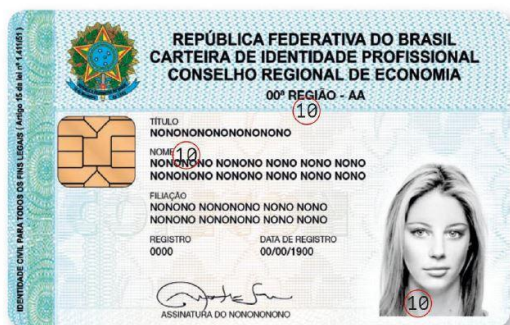 REPÚBLICA FEDERATIVA DO BRASIL
CARTEIRA DE IDENTIDADE PROFISSIONAL
CONSELHO REGIONAL DE ECONOMIA
00ª REGIÃO - AA
10
TÍTULO
NONONONONONONONONO
NOME
10
NONONONO NONONO NONO NONO NONO
NONONONO NONONO NONO NONO NONO
FILIAÇÃO
NONONO NONONONO NONO NONO
NONONO NONONONO NONO NONO
REGISTRO DATA DE REGISTRO
0000 00/00/1900
ASSINATURA DO NONONONONO
10
IDENTIDADE CIVIL PARA TODOS OS FINS LEGAIS ( Artigo 15 da lei nº 1.411/51 )